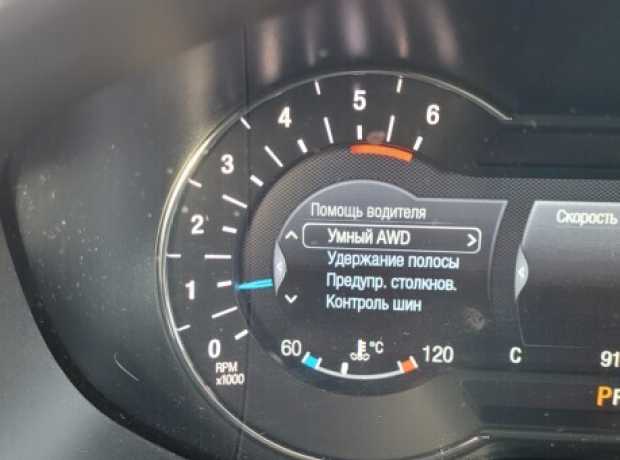 5
4
6
3
Помощь водителя
Скорость
2
Умный AWD >
Удержание полосы
Предупр. столкнов.
1
Контроль шин
0
60
°C
120
C
91
RPM
x1000
P